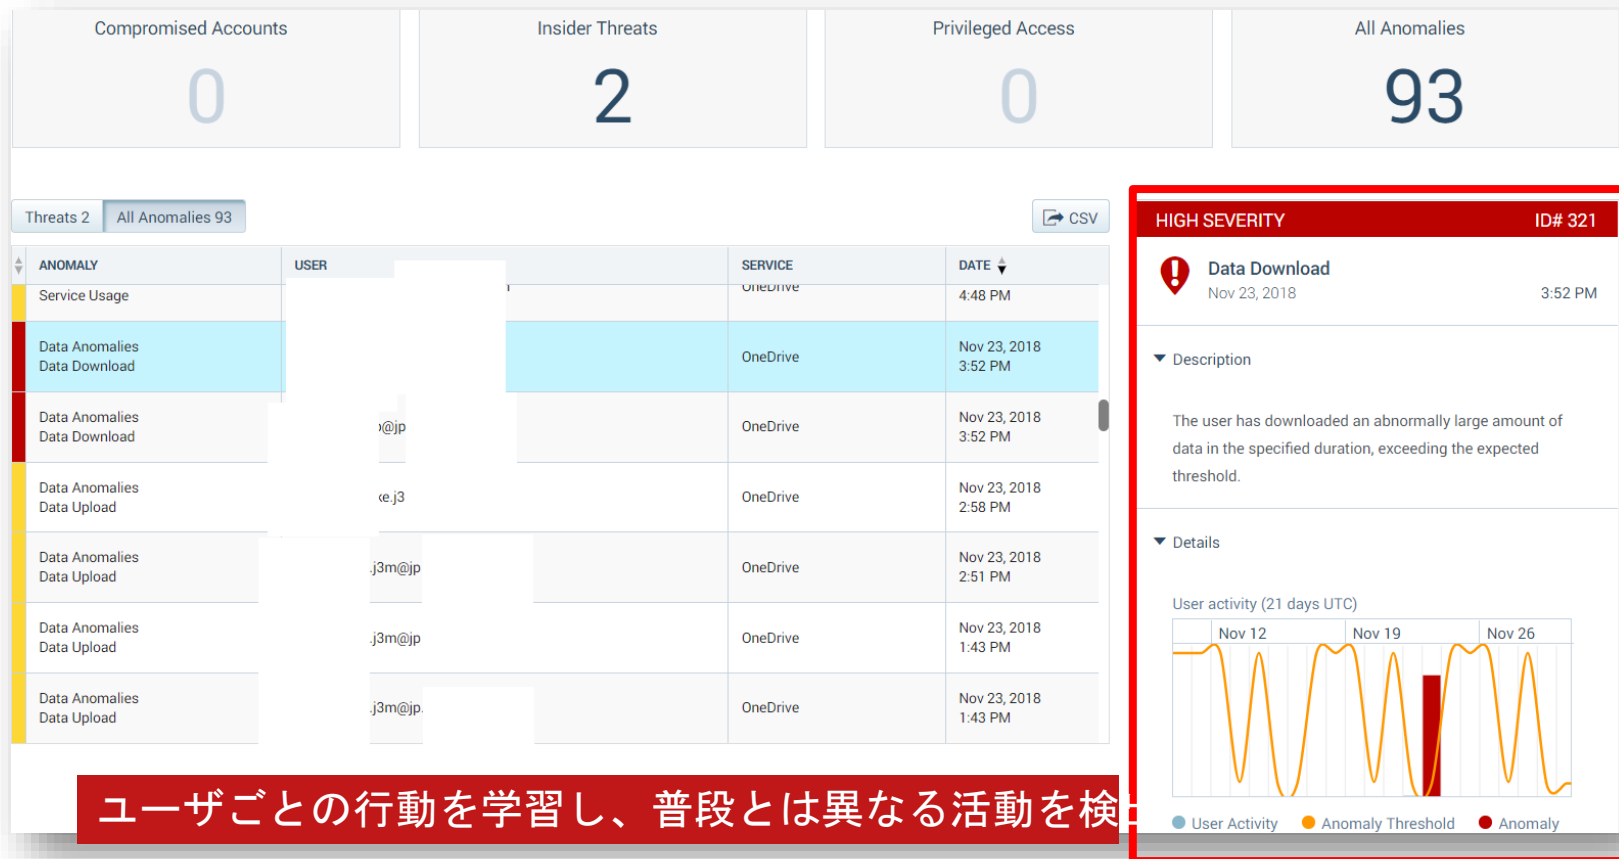 Compromised Accounts
0
Insider Threats
2
Privileged Access
0
All Anomalies
93
Threats 2
All Anomalies 93
CSV
ANOMALY USER SERVICE DATE
Service Usage OneDrive 4:48 PM
Data Anomalies
Data Download
OneDrive
Nov 23, 2018
3:52 PM
Data Anomalies
Data Download
@jp
OneDrive
Nov 23, 2018
3:52 PM
Data Anomalies
Data Upload
e.j3
OneDrive
Nov 23, 2018
2:58 PM
Data Anomalies
Data Upload
.j3m@jp
OneDrive
Nov 23, 2018
2:51 PM
Data Anomalies
Data Upload
.j3m@jp
OneDrive
Nov 23, 2018
1:43 PM
Data Anomalies
Data Upload
.j3m@jp.
OneDrive
Nov 23, 2018
1:43 PM
HIGH SEVERITY ID# 321
Data Download
Nov 23, 2018 3:52 PM
Description
The user has downloaded an abnormally large amount of
data in the specified duration, exceeding the expected
threshold.
Details
User activity (21 days UTC)
Nov 12 Nov 19 Nov 26
User Activity Anomaly Threshold Anomaly
ユーザごとの行動を学習し、普段とは異なる活動を検